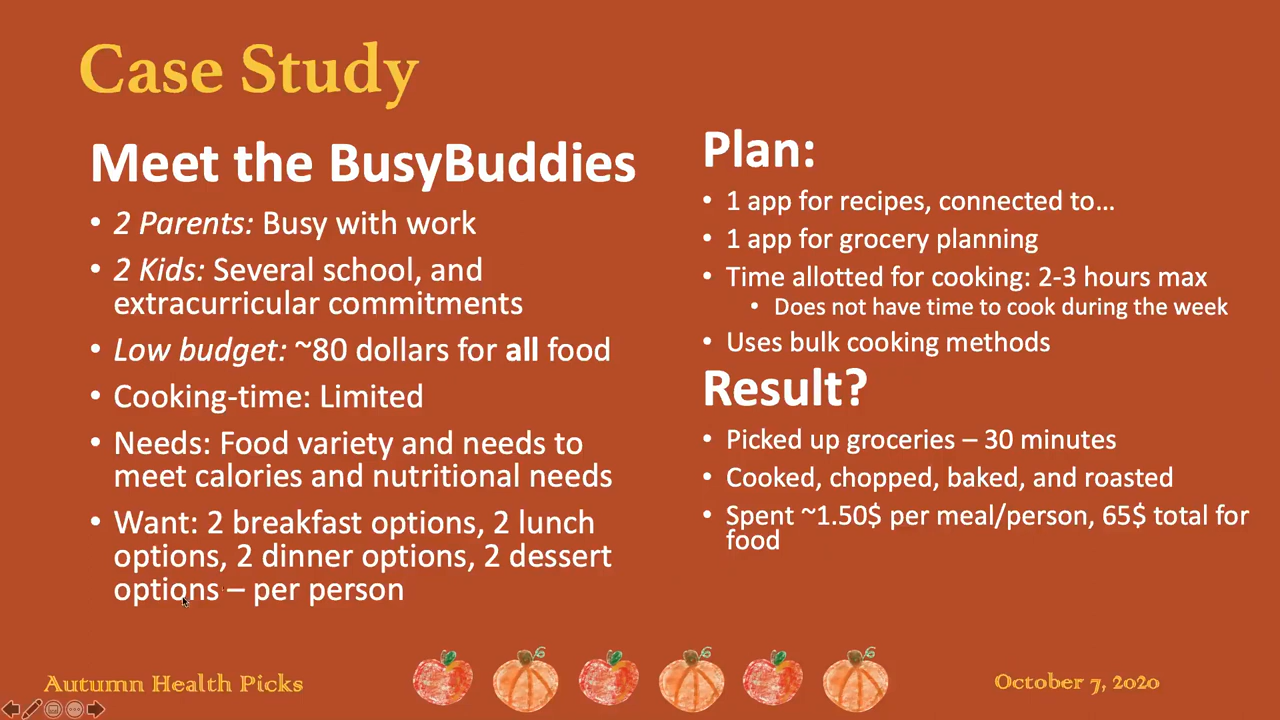 Case Study
Meet the BusyBuddies
• 2 Parents: Busy with work
• 2 Kids: Several school, and
extracurricular commitments
• Low budget: ~80 dollars for all food
• Cooking-time: Limited
• Needs: Food variety and needs to
meet calories and nutritional needs
• Want: 2 breakfast options, 2 lunch
options, 2 dinner options, 2 dessert
options – per person
Plan:
• 1 app for recipes, connected to…
• 1 app for grocery planning
• Time allotted for cooking: 2-3 hours max
• Does not have time to cook during the week
• Uses bulk cooking methods
Result?
• Picked up groceries – 30 minutes
• Cooked, chopped, baked, and roasted
• Spent ~1.50$ per meal/person, 65$ total for
food
Autumn Health Picks
October 7, 2020